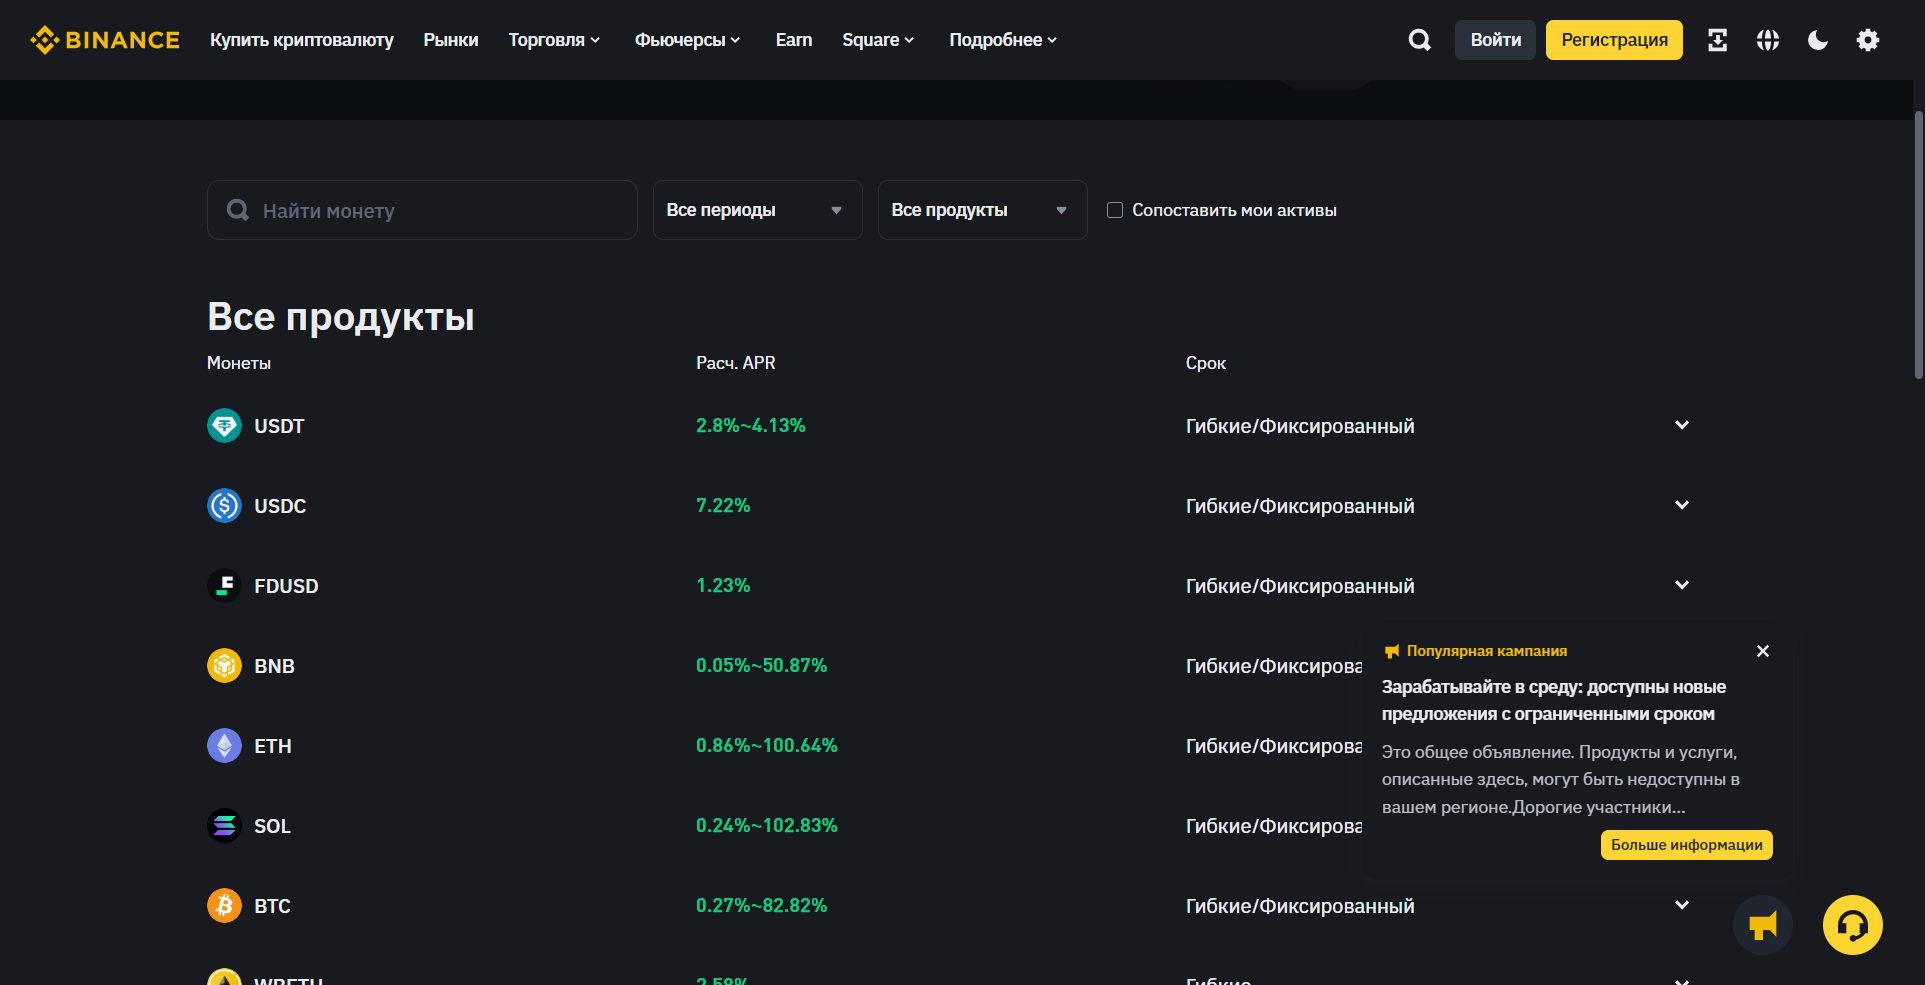 BINANCE Купить криптовалюту Рынки Торговля Фьючерсы Earn Square Подробнее Войти Регистрация
Найти монету Все периоды Все продукты Сопоставить мои активы
Все продукты
Монеты Расч. APR Срок
USDT 2.8%~4.13% Гибкие/Фиксированный
USDC 7.22% Гибкие/Фиксированный
FDUSD 1.23% Гибкие/Фиксированный
BNB 0.05%~50.87% Гибкие/Фиксирова
ETH 0.86%~100.64% Гибкие/Фиксирова
SOL 0.24%~102.83% Гибкие/Фиксирова
BTC 0.27%~82.82% Гибкие/Фиксированный
WBETH 2.58% Гибкие
Популярная кампания
Зарабатывайте в среду: доступны новые
предложения с ограниченными сроком
Это общее объявление. Продукты и услуги,
описанные здесь, могут быть недоступны в
вашем регионе.Дорогие участники...
Больше информации